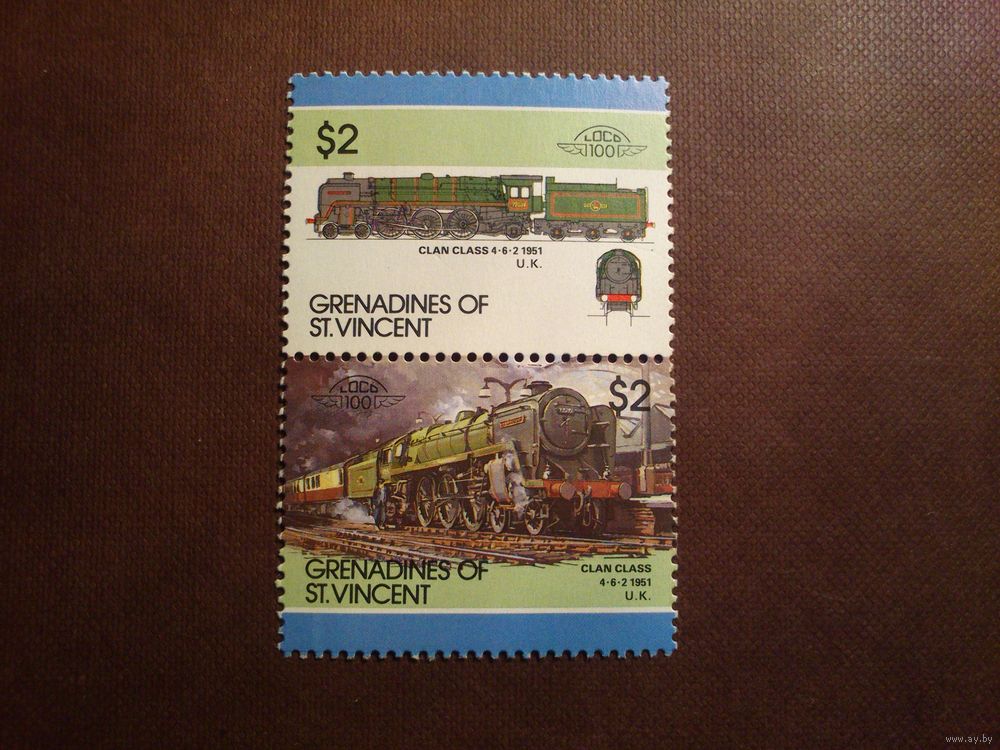 $2
LOCO
100
CLAN CLASS 4·6·2 1951
U.K.
GRENADINES OF
ST. VINCENT
LOCO
100
$2
GRENADINES OF
ST. VINCENT
CLAN CLASS
4·6·2 1951
U.K.
www.ay.by